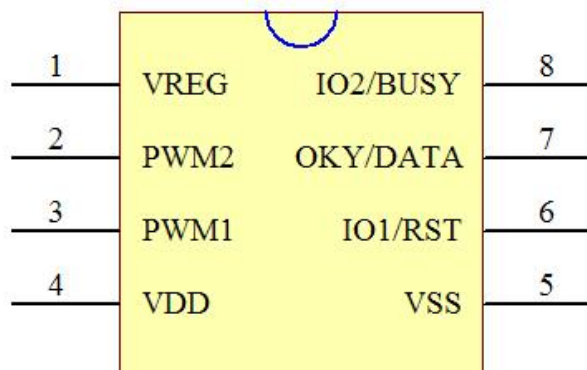 1 VREG IO2/BUSY 8
2 PWM2 OKY/DATA 7
3 PWM1 IO1/RST 6
4 VDD VSS 5